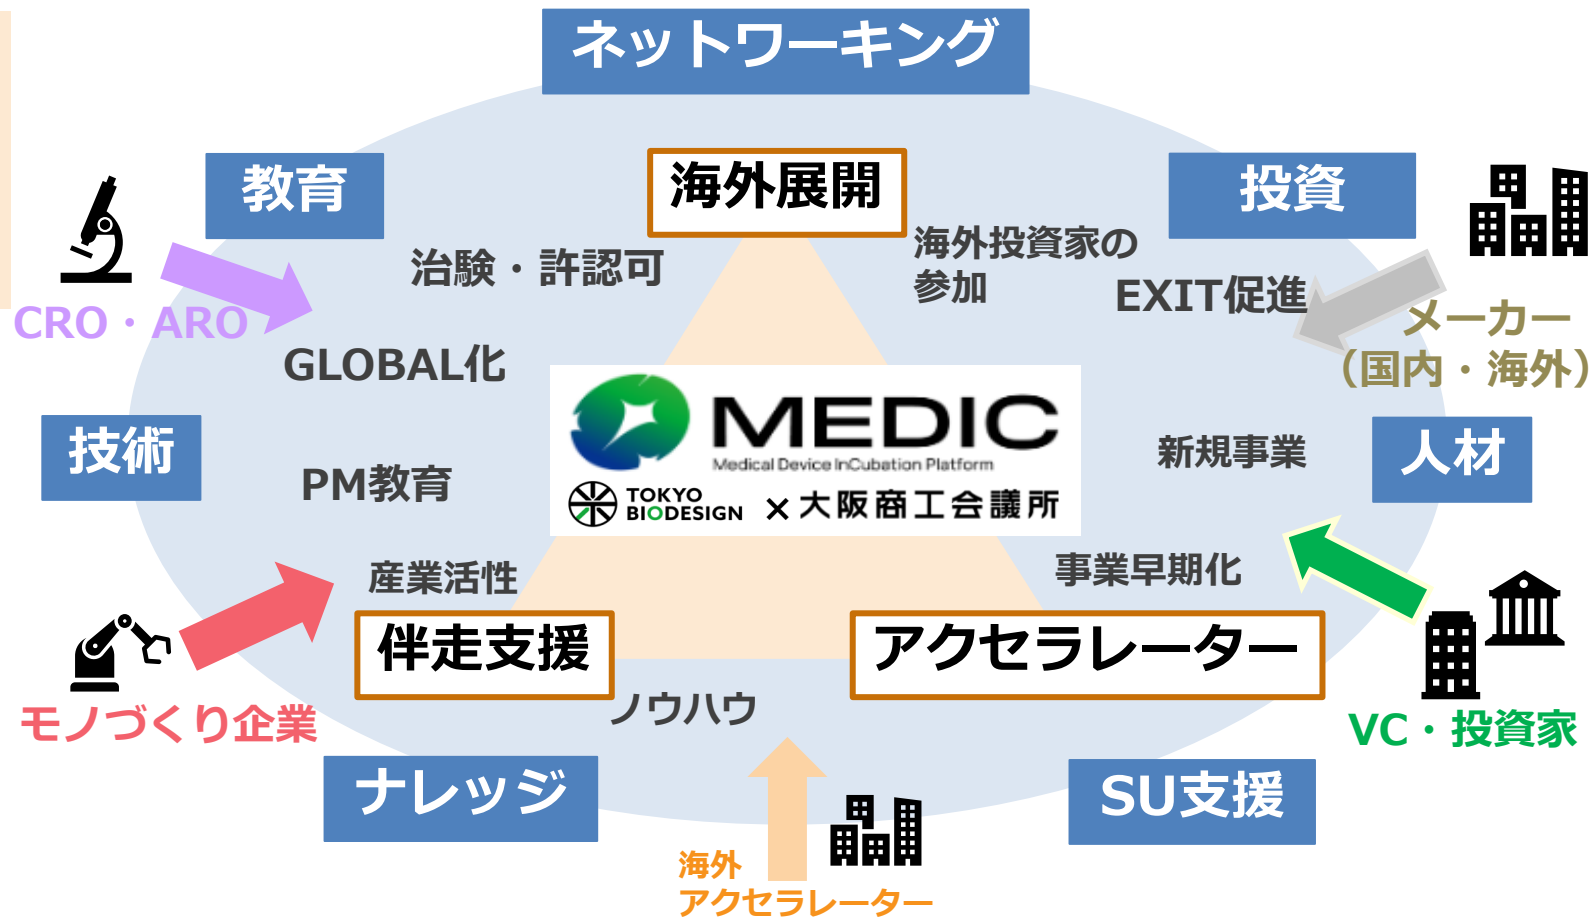 ネットワーキング
教育
海外展開
投資
治験・許認可
海外投資家の
参加
EXIT促進
CRO・ARO
メーカー
（国内・海外）
GLOBAL化
MEDIC
Medical Device InCubation Platform
TOKYO
BIODESIGN
×大阪商工会議所
技術
PM教育
新規事業
人材
産業活性
事業早期化
伴走支援
アクセラレーター
モノづくり企業
ノウハウ
VC・投資家
ナレッジ
SU支援
海外
アクセラレーター